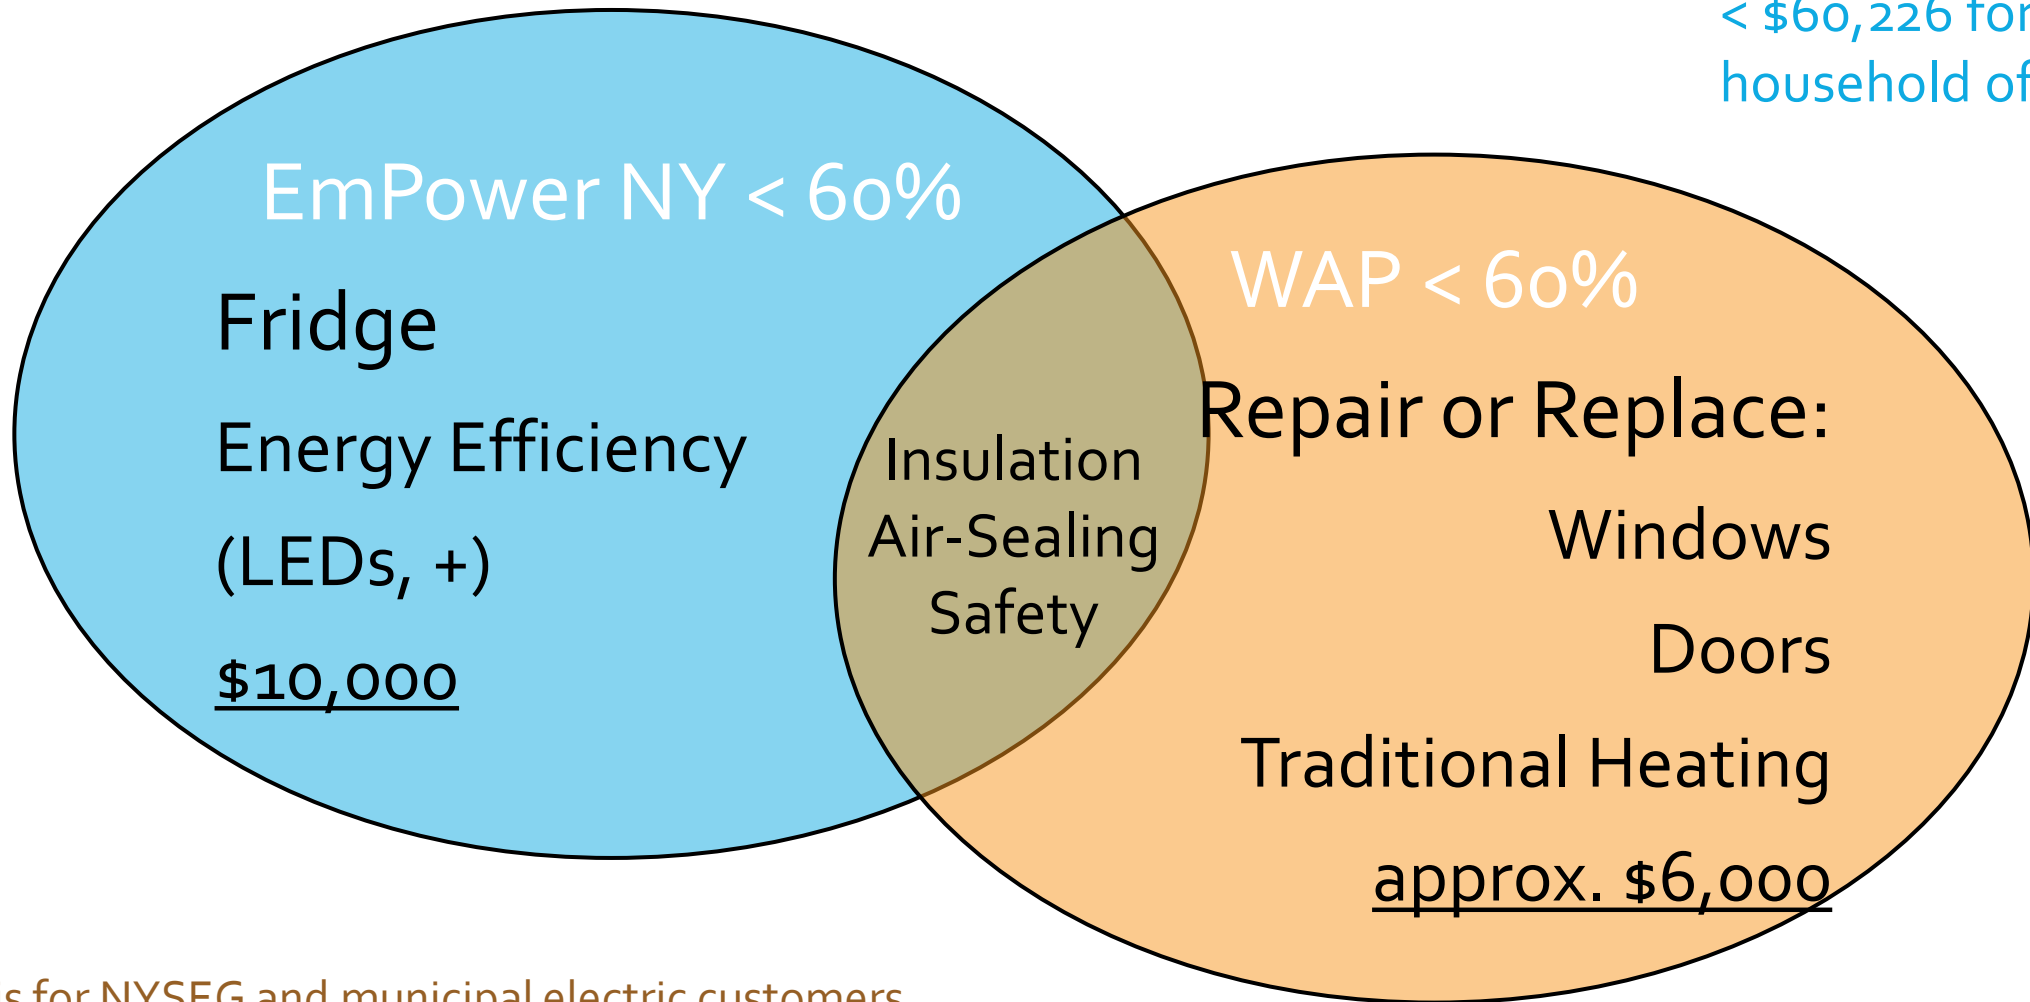 < $60,226 for
household of
EmPower NY < 60%
Fridge
Energy Efficiency
(LEDs, +)
$10,000
Insulation
Air-Sealing
Safety
WAP < 60%
Repair or Replace:
Windows
Doors
Traditional Heating
approx. $6,000
for NYSEG and municipal electric customers